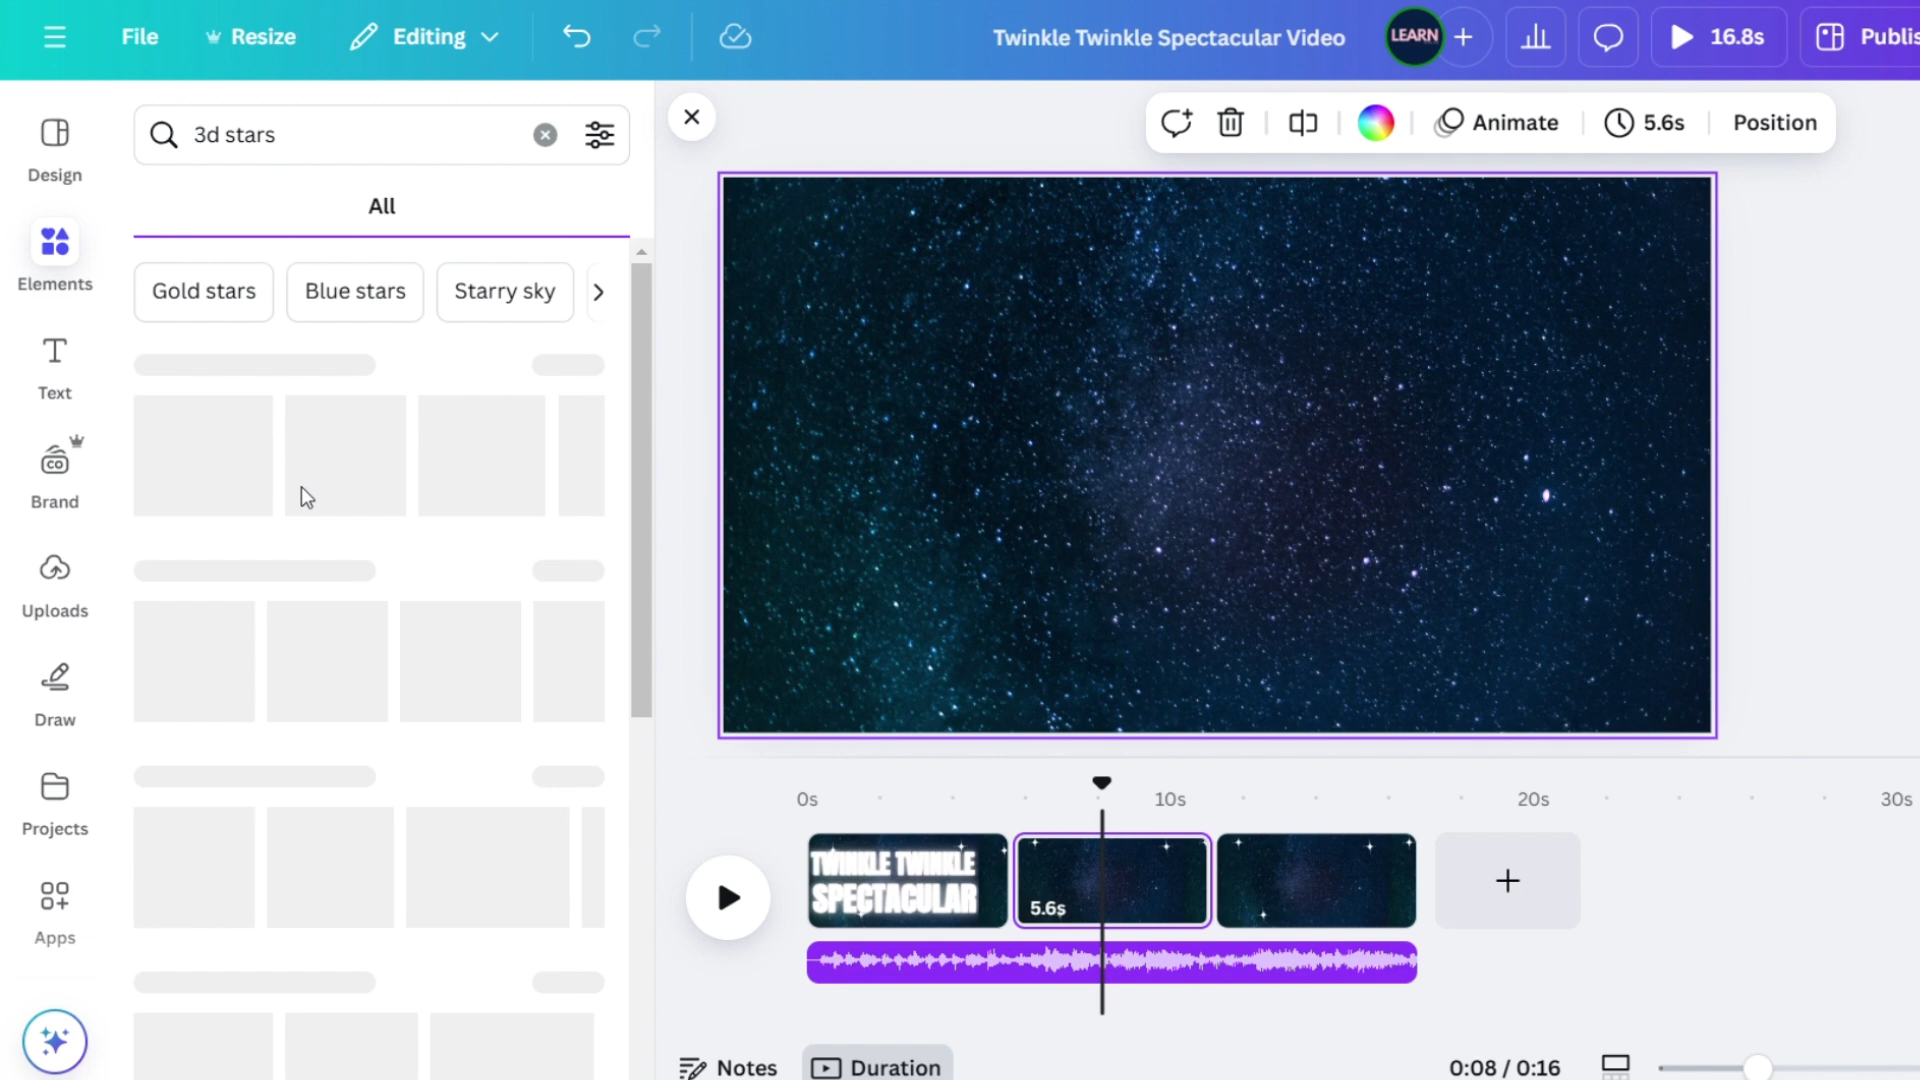 File
Resize
Editing
Twinkle Twinkle Spectacular Video
LEARN
16.8s
Publis
Design
Elements
Text
Brand
CO
Uploads
Draw
Projects
Apps
3d stars
All
Gold stars
Blue stars
Starry sky
Animate
5.6s
Position
0s
10s
20s
30s
TWINKLE TWINKLE
SPECTACULAR
5.6s
Notes
Duration
0:08 / 0:16